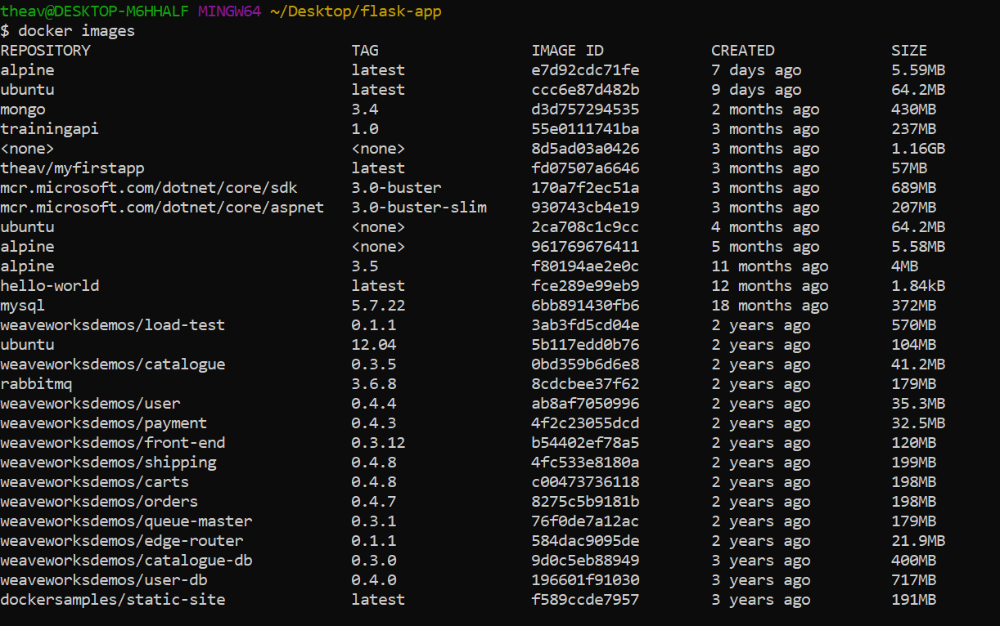 theav@DESKTOP-M6HHALF MINGW64 ~/Desktop/flask-app
$ docker images
REPOSITORY TAG IMAGE ID CREATED SIZE
alpine latest e7d92cdc71fe 7 days ago 5.59MB
ubuntu latest ccc6e87d482b 9 days ago 64.2MB
mongo 3.4 d3d757294535 2 months ago 430MB
trainingapi 1.0 55e0111741ba 3 months ago 237MB
<none> <none> 8d5ad03a0426 3 months ago 1.16GB
theav/myfirstapp latest fd07507a6646 3 months ago 57MB
mcr.microsoft.com/dotnet/core/sdk 3.0-buster 170a7f2ec51a 3 months ago 689MB
mcr.microsoft.com/dotnet/core/aspnet 3.0-buster-slim 930743cb4e19 3 months ago 207MB
ubuntu <none> 2ca708c1c9cc 4 months ago 64.2MB
alpine <none> 961769676411 5 months ago 5.58MB
alpine 3.5 f80194ae2e0c 11 months ago 4MB
hello-world latest fce289e99eb9 12 months ago 1.84kB
mysql 5.7.22 6bb891430fb6 18 months ago 372MB
weaveworksdemos/load-test 0.1.1 3ab3fd5cd04e 2 years ago 570MB
ubuntu 12.04 5b117edd0b76 2 years ago 104MB
weaveworksdemos/catalogue 0.3.5 0bd359b6d6e8 2 years ago 41.2MB
rabbitmq 3.6.8 8cdcbee37f62 2 years ago 179MB
weaveworksdemos/user 0.4.4 ab8af7050996 2 years ago 35.3MB
weaveworksdemos/payment 0.4.3 4f2c23055dcd 2 years ago 32.5MB
weaveworksdemos/front-end 0.3.12 b54402ef78a5 2 years ago 120MB
weaveworksdemos/shipping 0.4.8 4fc533e8180a 2 years ago 199MB
weaveworksdemos/carts 0.4.8 c00473736118 2 years ago 198MB
weaveworksdemos/orders 0.4.7 8275c5b9181b 2 years ago 198MB
weaveworksdemos/queue-master 0.3.1 76f0de7a12ac 2 years ago 179MB
weaveworksdemos/edge-router 0.1.1 584dac9095de 2 years ago 21.9MB
weaveworksdemos/catalogue-db 0.3.0 9d0c5eb88949 3 years ago 400MB
weaveworksdemos/user-db 0.4.0 196601f91030 3 years ago 717MB
dockersamples/static-site latest f589ccde7957 3 years ago 191MB